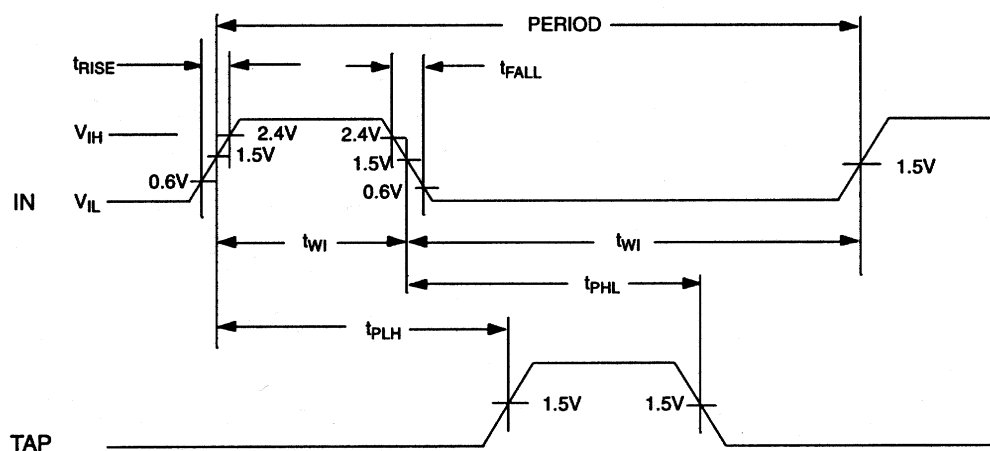 PERIOD
tRISE
tFALL
VIH
2.4V
2.4V
1.5V
1.5V
1.5V
0.6V
0.6V
IN
VIL
tWI
tWI
tPHL
tPLH
1.5V
1.5V
TAP